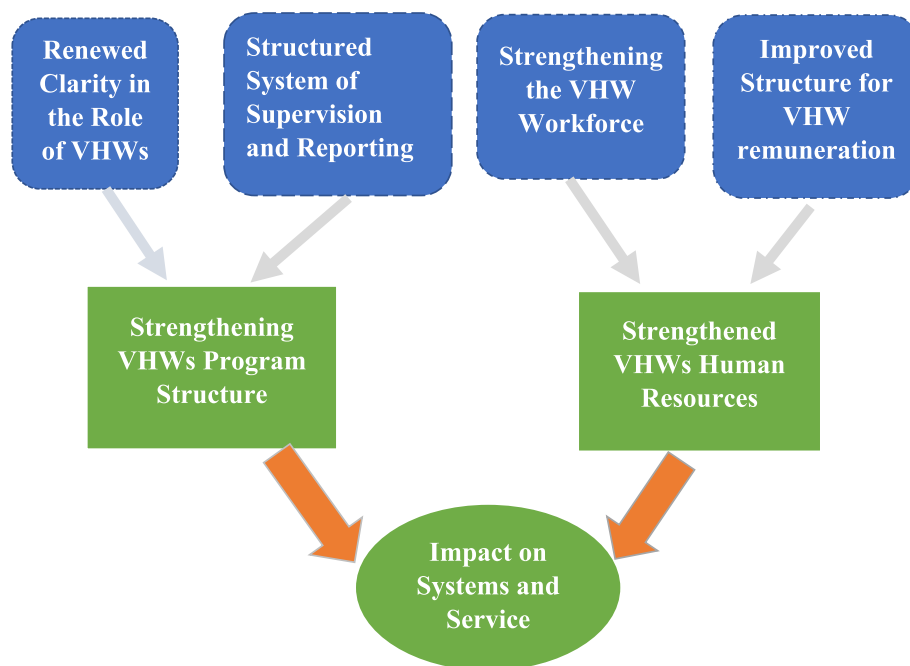 Renewed
Clarity in
the Role
of VHWs
Structured
System of
Supervision
and Reporting
Strengthening
the VHW
Workforce
Improved
Structure for
VHW
remuneration
Strengthening
VHWs Program
Structure
Strengthened
VHWs Human
Resources
Impact on
Systems and
Service